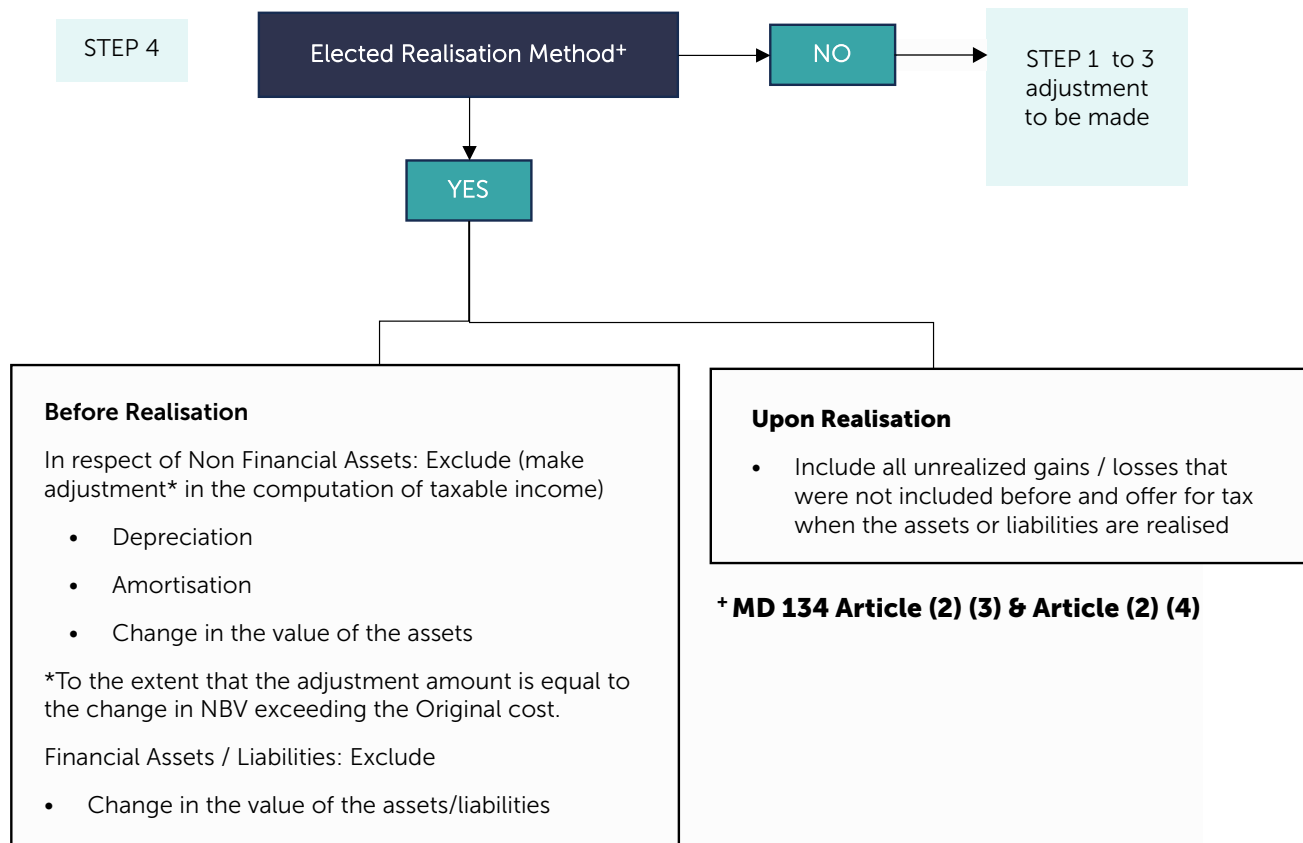 STEP 4
Elected Realisation Method+
NO
STEP 1 to 3
adjustment
to be made
YES
Before Realisation
In respect of Non Financial Assets: Exclude (make
adjustment* in the computation of taxable income)
• Depreciation
• Amortisation
• Change in the value of the assets
*To the extent that the adjustment amount is equal to
the change in NBV exceeding the Original cost.
Financial Assets / Liabilities: Exclude
• Change in the value of the assets/liabilities
Upon Realisation
• Include all unrealized gains / losses that
were not included before and offer for tax
when the assets or liabilities are realised
+ MD 134 Article (2) (3) & Article (2) (4)